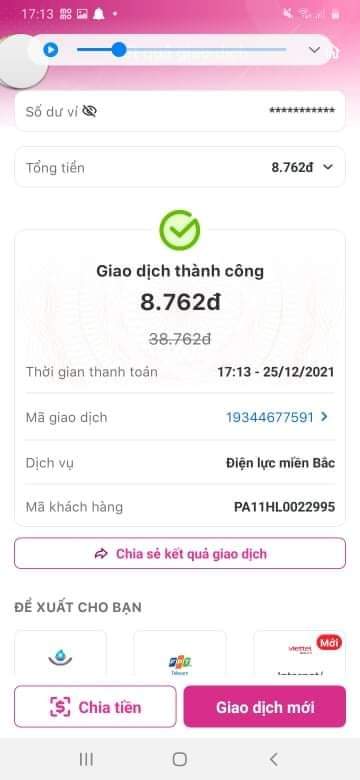 17:13
Số dư ví
***********
Tổng tiền
8.762đ
Giao dịch thành công
8.762đ
38.762đ
Thời gian thanh toán
17:13 - 25/12/2021
Mã giao dịch
19344677591
Dịch vụ
Điện lực miền Bắc
Mã khách hàng
PA11HL0022995
Chia sẻ kết quả giao dịch
ĐỀ XUẤT CHO BẠN
FPT
Telecom
viettel
Mới
Chia tiền
Giao dịch mới